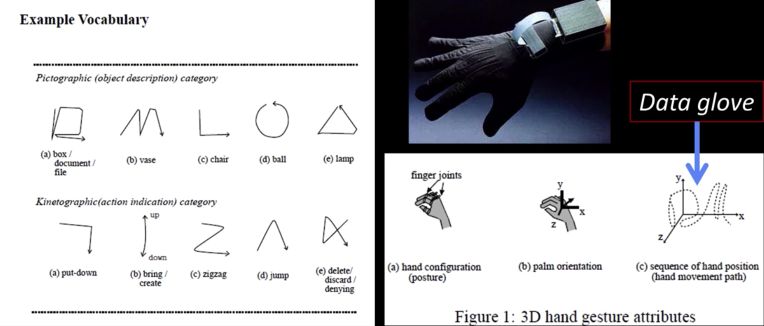 Example Vocabulary
Pictographic (object description) category
(a) box /
document /
file
(b) vase
(c) chair
(d) ball
(e) lamp
Kinetographic(action indication) category
up
down
(a) put-down
(b) bring /
create
(c) zigzag
(d) jump
(e) delete/
discard /
denying
Data glove
finger joints
y
x
z
y
x
z
(a) hand configuration
(posture)
(b) palm orientation
(c) sequence of hand position
(hand movement path)
Figure 1: 3D hand gesture attributes